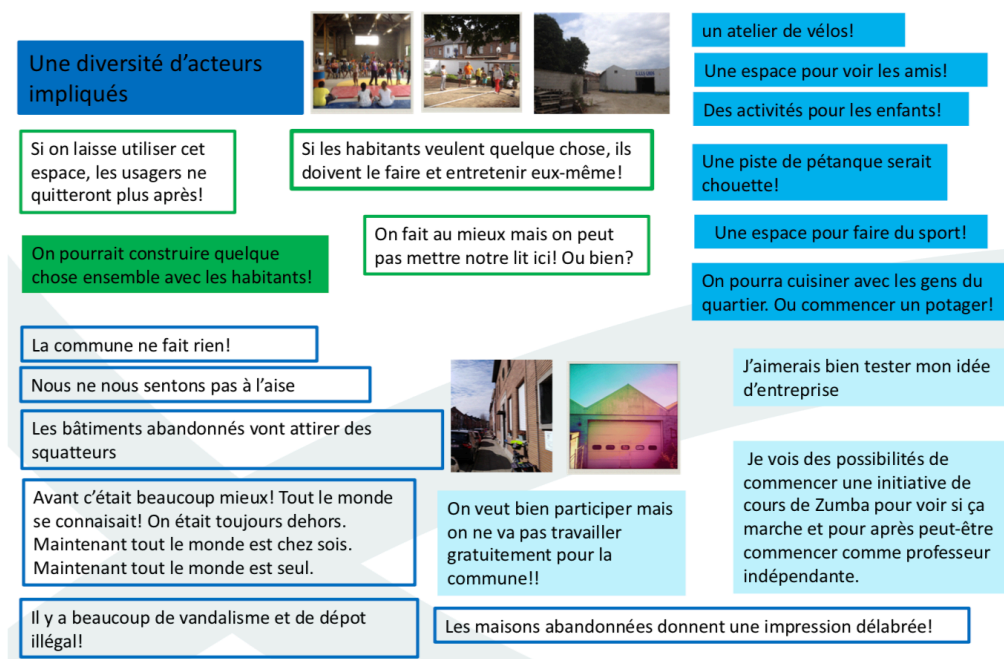 Une diversité d'acteurs
impliqués
un atelier de vélos!
Une espace pour voir les amis!
Des activités pour les enfants!
Si on laisse utiliser cet
espace, les usagers ne
quitteront plus après!
Si les habitants veulent quelque chose, ils
doivent le faire et entretenir eux-même!
Une piste de pétanque serait
chouette!
On pourrait construire quelque
chose ensemble avec les habitants!
On fait au mieux mais on peut
pas mettre notre lit ici! Ou bien?
Une espace pour faire du sport!
On pourra cuisiner avec les gens du
quartier. Ou commencer un potager!
La commune ne fait rien!
Nous ne nous sentons pas à l'aise
Les bâtiments abandonnés vont attirer des
squatteurs
J'aimerais bien tester mon idée
d'entreprise
Avant c'était beaucoup mieux! Tout le monde
se connaisait! On était toujours dehors.
Maintenant tout le monde est chez sois.
Maintenant tout le monde est seul.
On veut bien participer mais
on ne va pas travailler
gratuitement pour la
commune!!
Je vois des possibilités de
commencer une initiative de
cours de Zumba pour voir si ça
marche et pour après peut-être
commencer comme professeur
indépendante.
Il y a beaucoup de vandalisme et de dépot
illégal!
Les maisons abandonnées donnent une impression délabrée!